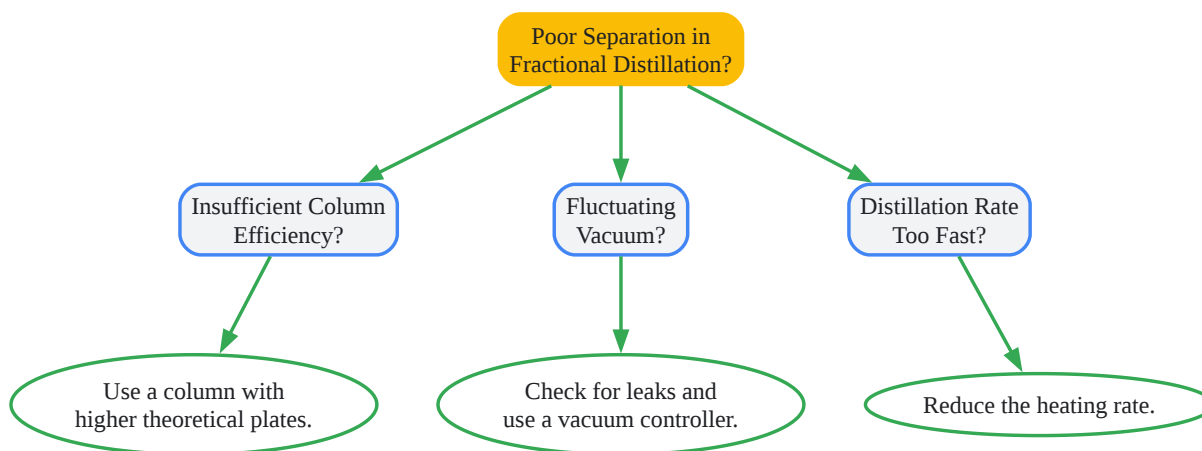 Poor Separation in
Fractional Distillation?
Insufficient Column
Efficiency?
Fluctuating
Vacuum?
Distillation Rate
Too Fast?
Use a column with
higher theoretical plates.
Check for leaks and
use a vacuum controller.
Reduce the heating rate.